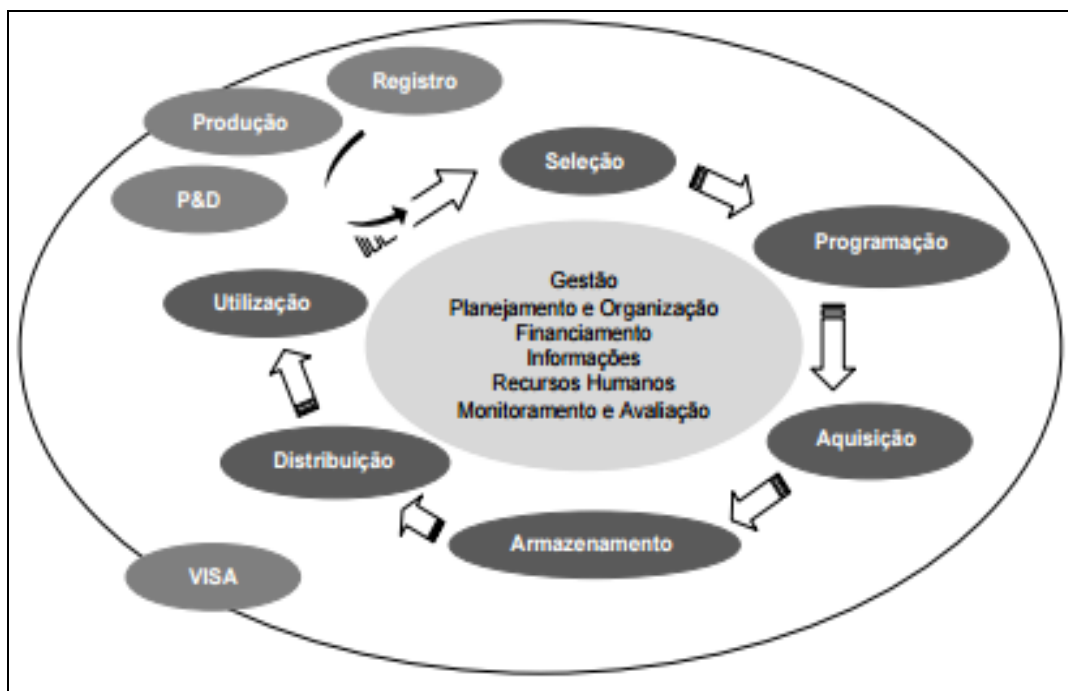 Registro
Produção
P&D
Seleção
Programação
Utilização
Gestão
Planejamento e Organização
Financiamento
Informações
Recursos Humanos
Monitoramento e Avaliação
Aquisição
Distribuição
Armazenamento
VISA